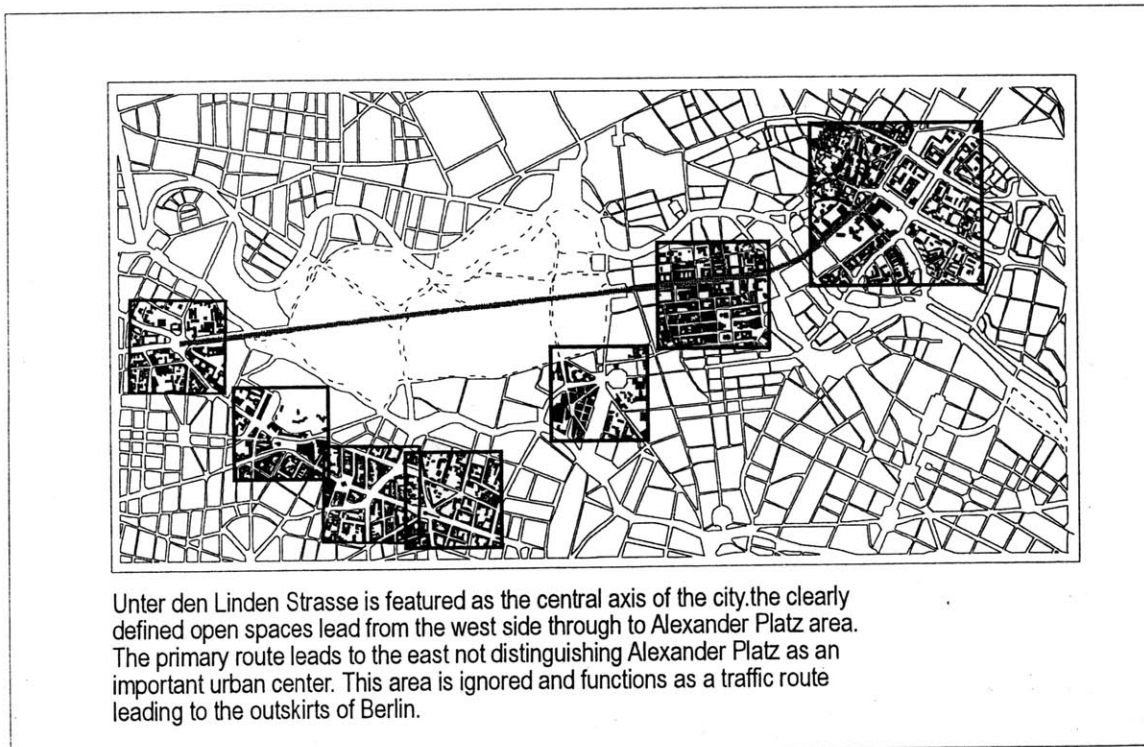 Unter den Linden Strasse is featured as the central axis of the city.the clearly
defined open spaces lead from the west side through to Alexander Platz area.
The primary route leads to the east not distinguishing Alexander Platz as an
important urban center. This area is ignored and functions as a traffic route
leading to the outskirts of Berlin.